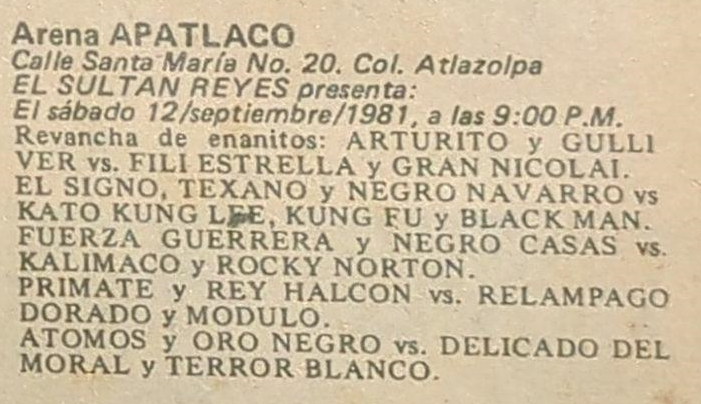 Arena APATLACO
Calle Santa María No. 20. Col. Atlazolpa
EL SULTAN REYES presenta:
El sábado 12/septiembre/1981, a las 9:00 P.M.
Revancha de enanitos: ARTURITO y GULLI
VER vs. FILI ESTRELLA y GRAN NICOLAI.
EL SIGNO, TEXANO y NEGRO NAVARRO vs
KATO KUNG LEE, KUNG FU y BLACK MAN.
FUERZA GUERRERA y NEGRO CASAS vs.
KALIMACO y ROCKY NORTON.
PRIMATE y REY HALCON vs. RELAMPAGO
DORADO y MODULO.
ATOMOS y ORO NEGRO vs. DELICADO DEL
MORAL y TERROR BLANCO.